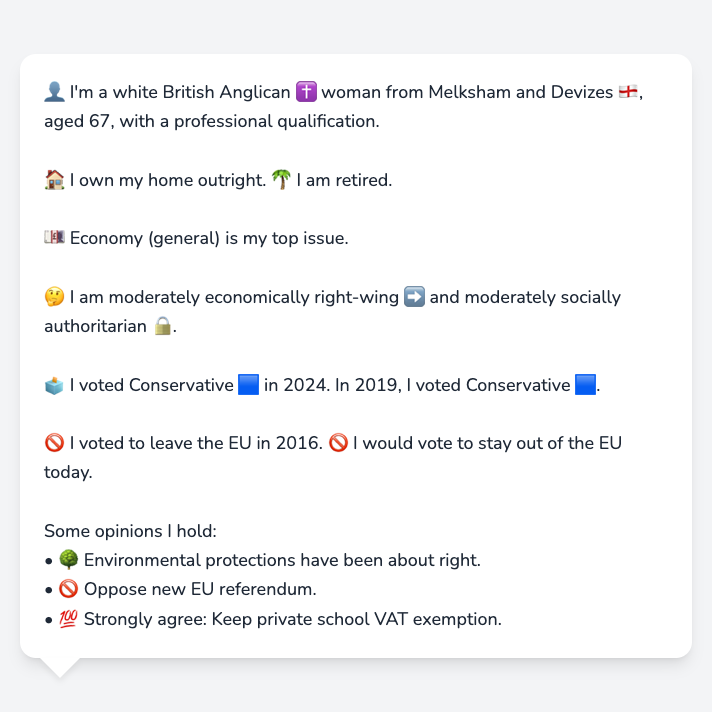 👤 I'm a white British Anglican ✝️ woman from Melksham and Devizes 🏴󠁧󠁢󠁥󠁮󠁧󠁿,
aged 67, with a professional qualification.
🏠 I own my home outright. 🌴 I am retired.
💷 Economy (general) is my top issue.
🤔 I am moderately economically right-wing ➡️ and moderately socially
authoritarian 🔒.
🗳️ I voted Conservative 🟦 in 2024. In 2019, I voted Conservative 🟦.
🚫 I voted to leave the EU in 2016. 🚫 I would vote to stay out of the EU
today.
Some opinions I hold:
• 🌳 Environmental protections have been about right.
• 🚫 Oppose new EU referendum.
• 💯 Strongly agree: Keep private school VAT exemption.